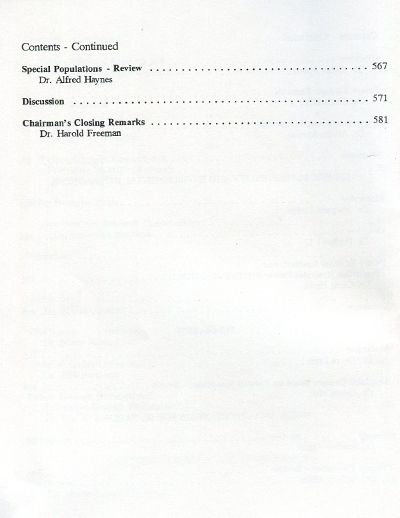 Contents - Continued
Special Populations - Review .................................. 567
Dr. Alfred Haynes
Discussion .............................................. 571
Chairman's Closing Remarks .................................. 581
Dr. Harold Freeman